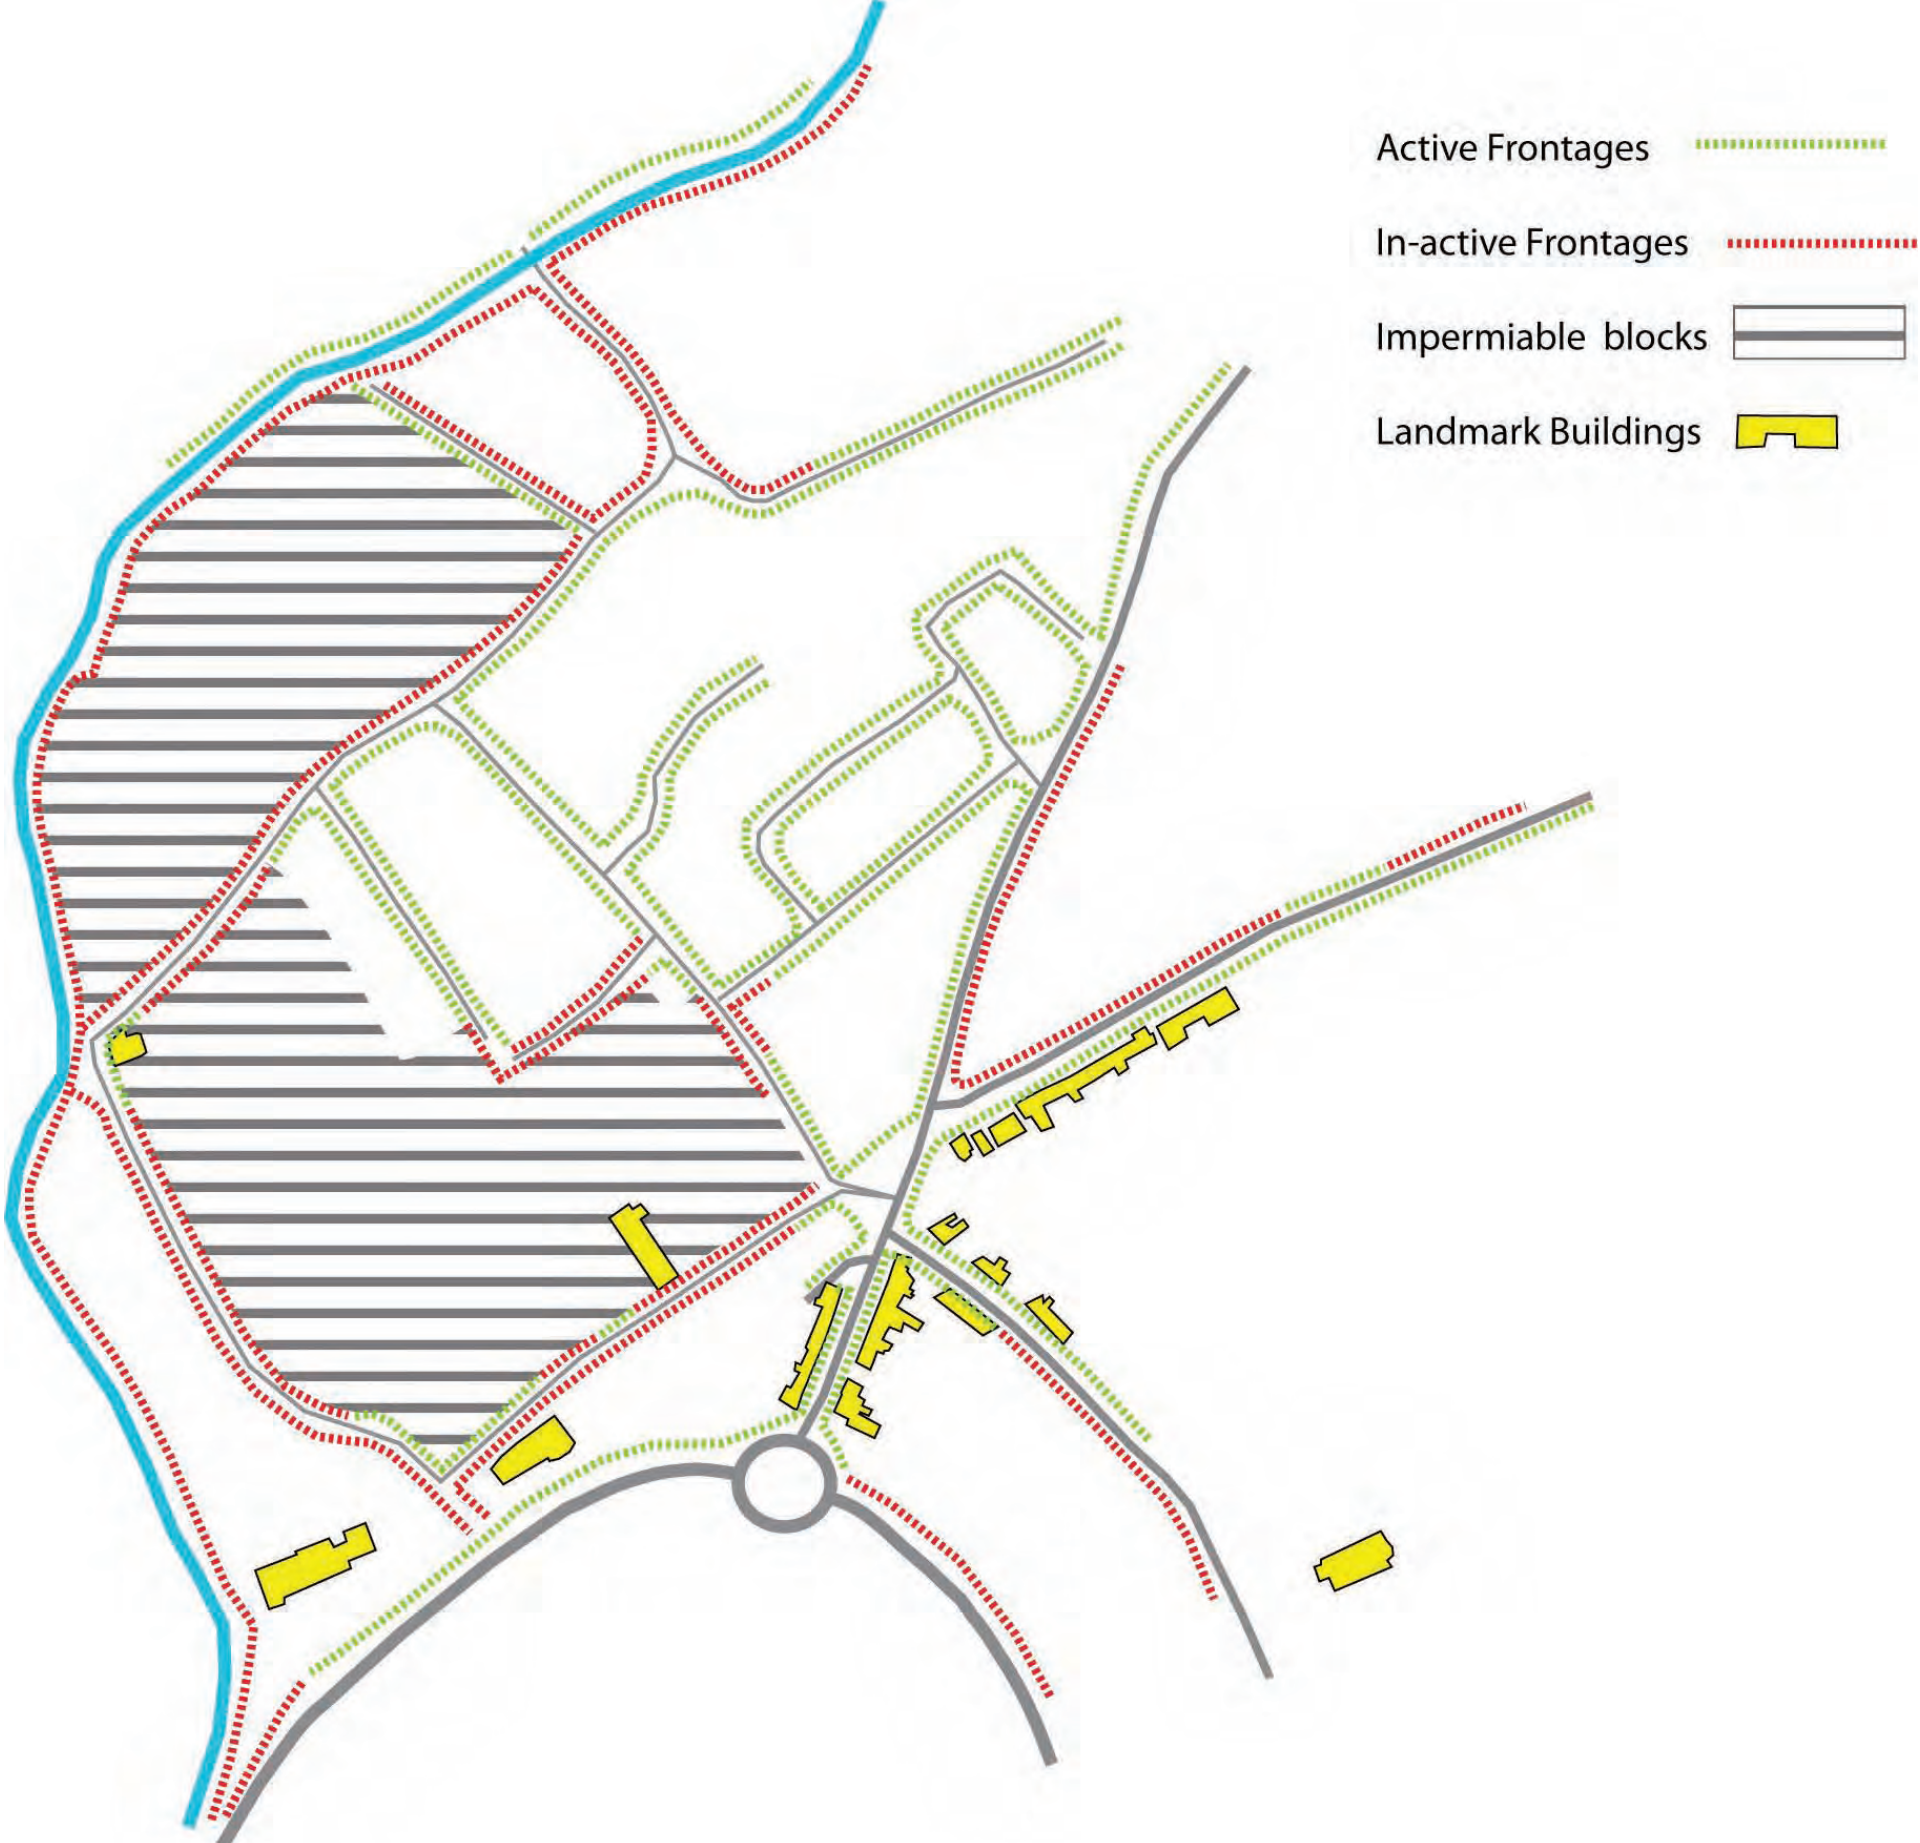 Active Frontages
In-active Frontages
Impermiable blocks
Landmark Buildings